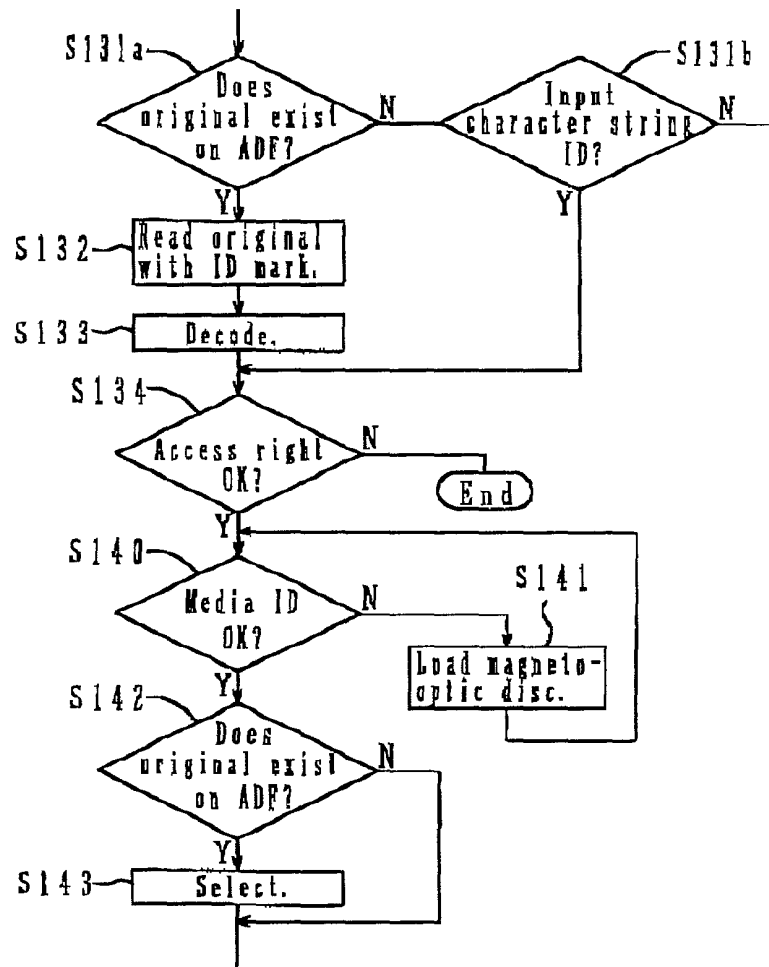 S131a
Does
original exist
on ADF?
N
Y
S131b
Input
character string
ID?
N
Y
S132
Read original
with ID mark.
S133
Decode.
S134
Access right
OK?
N
End
Y
S140
Media ID
OK?
N
Y
S141
Load magneto-
optic disc.
S142
Does
original exist
on ADF?
N
Y
S143
Select.